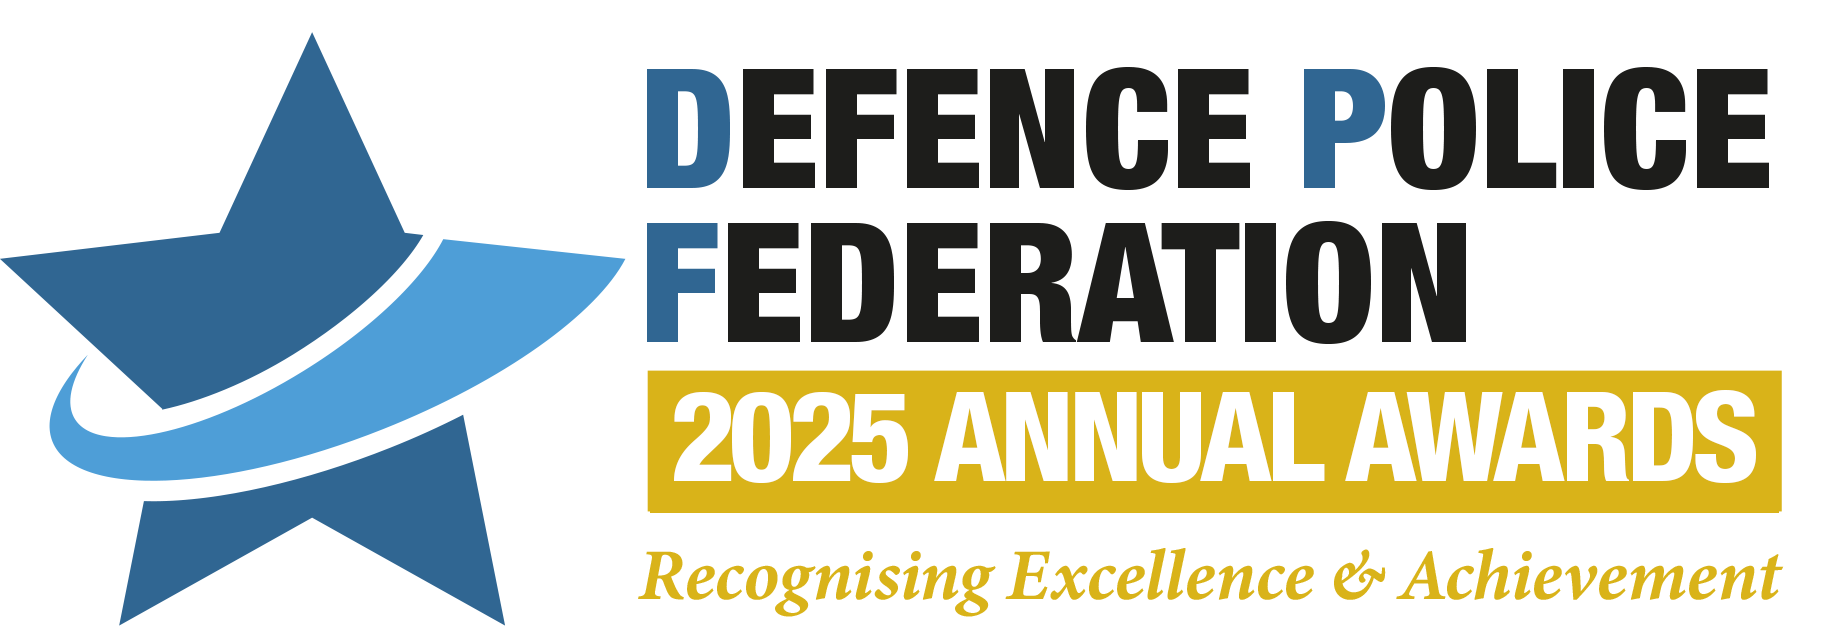 DEFENCE POLICE
FEDERATION
2025 ANNUAL AWARDS
Recognising Excellence & Achievement